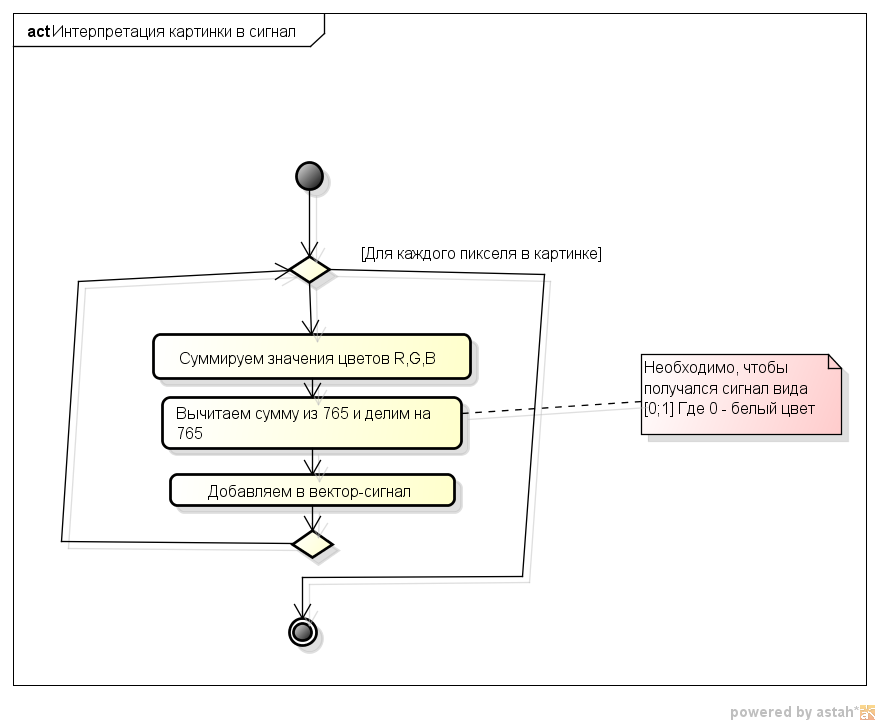 act Интерпретация картинки в сигнал
[Для каждого пикселя в картинке]
Суммируем значения цветов R,G,B
Вычитаем сумму из 765 и делим на
765
Необходимо, чтобы
получался сигнал вида
[0;1] Где 0 - белый цвет
Добавляем в вектор-сигнал
powered by astah*